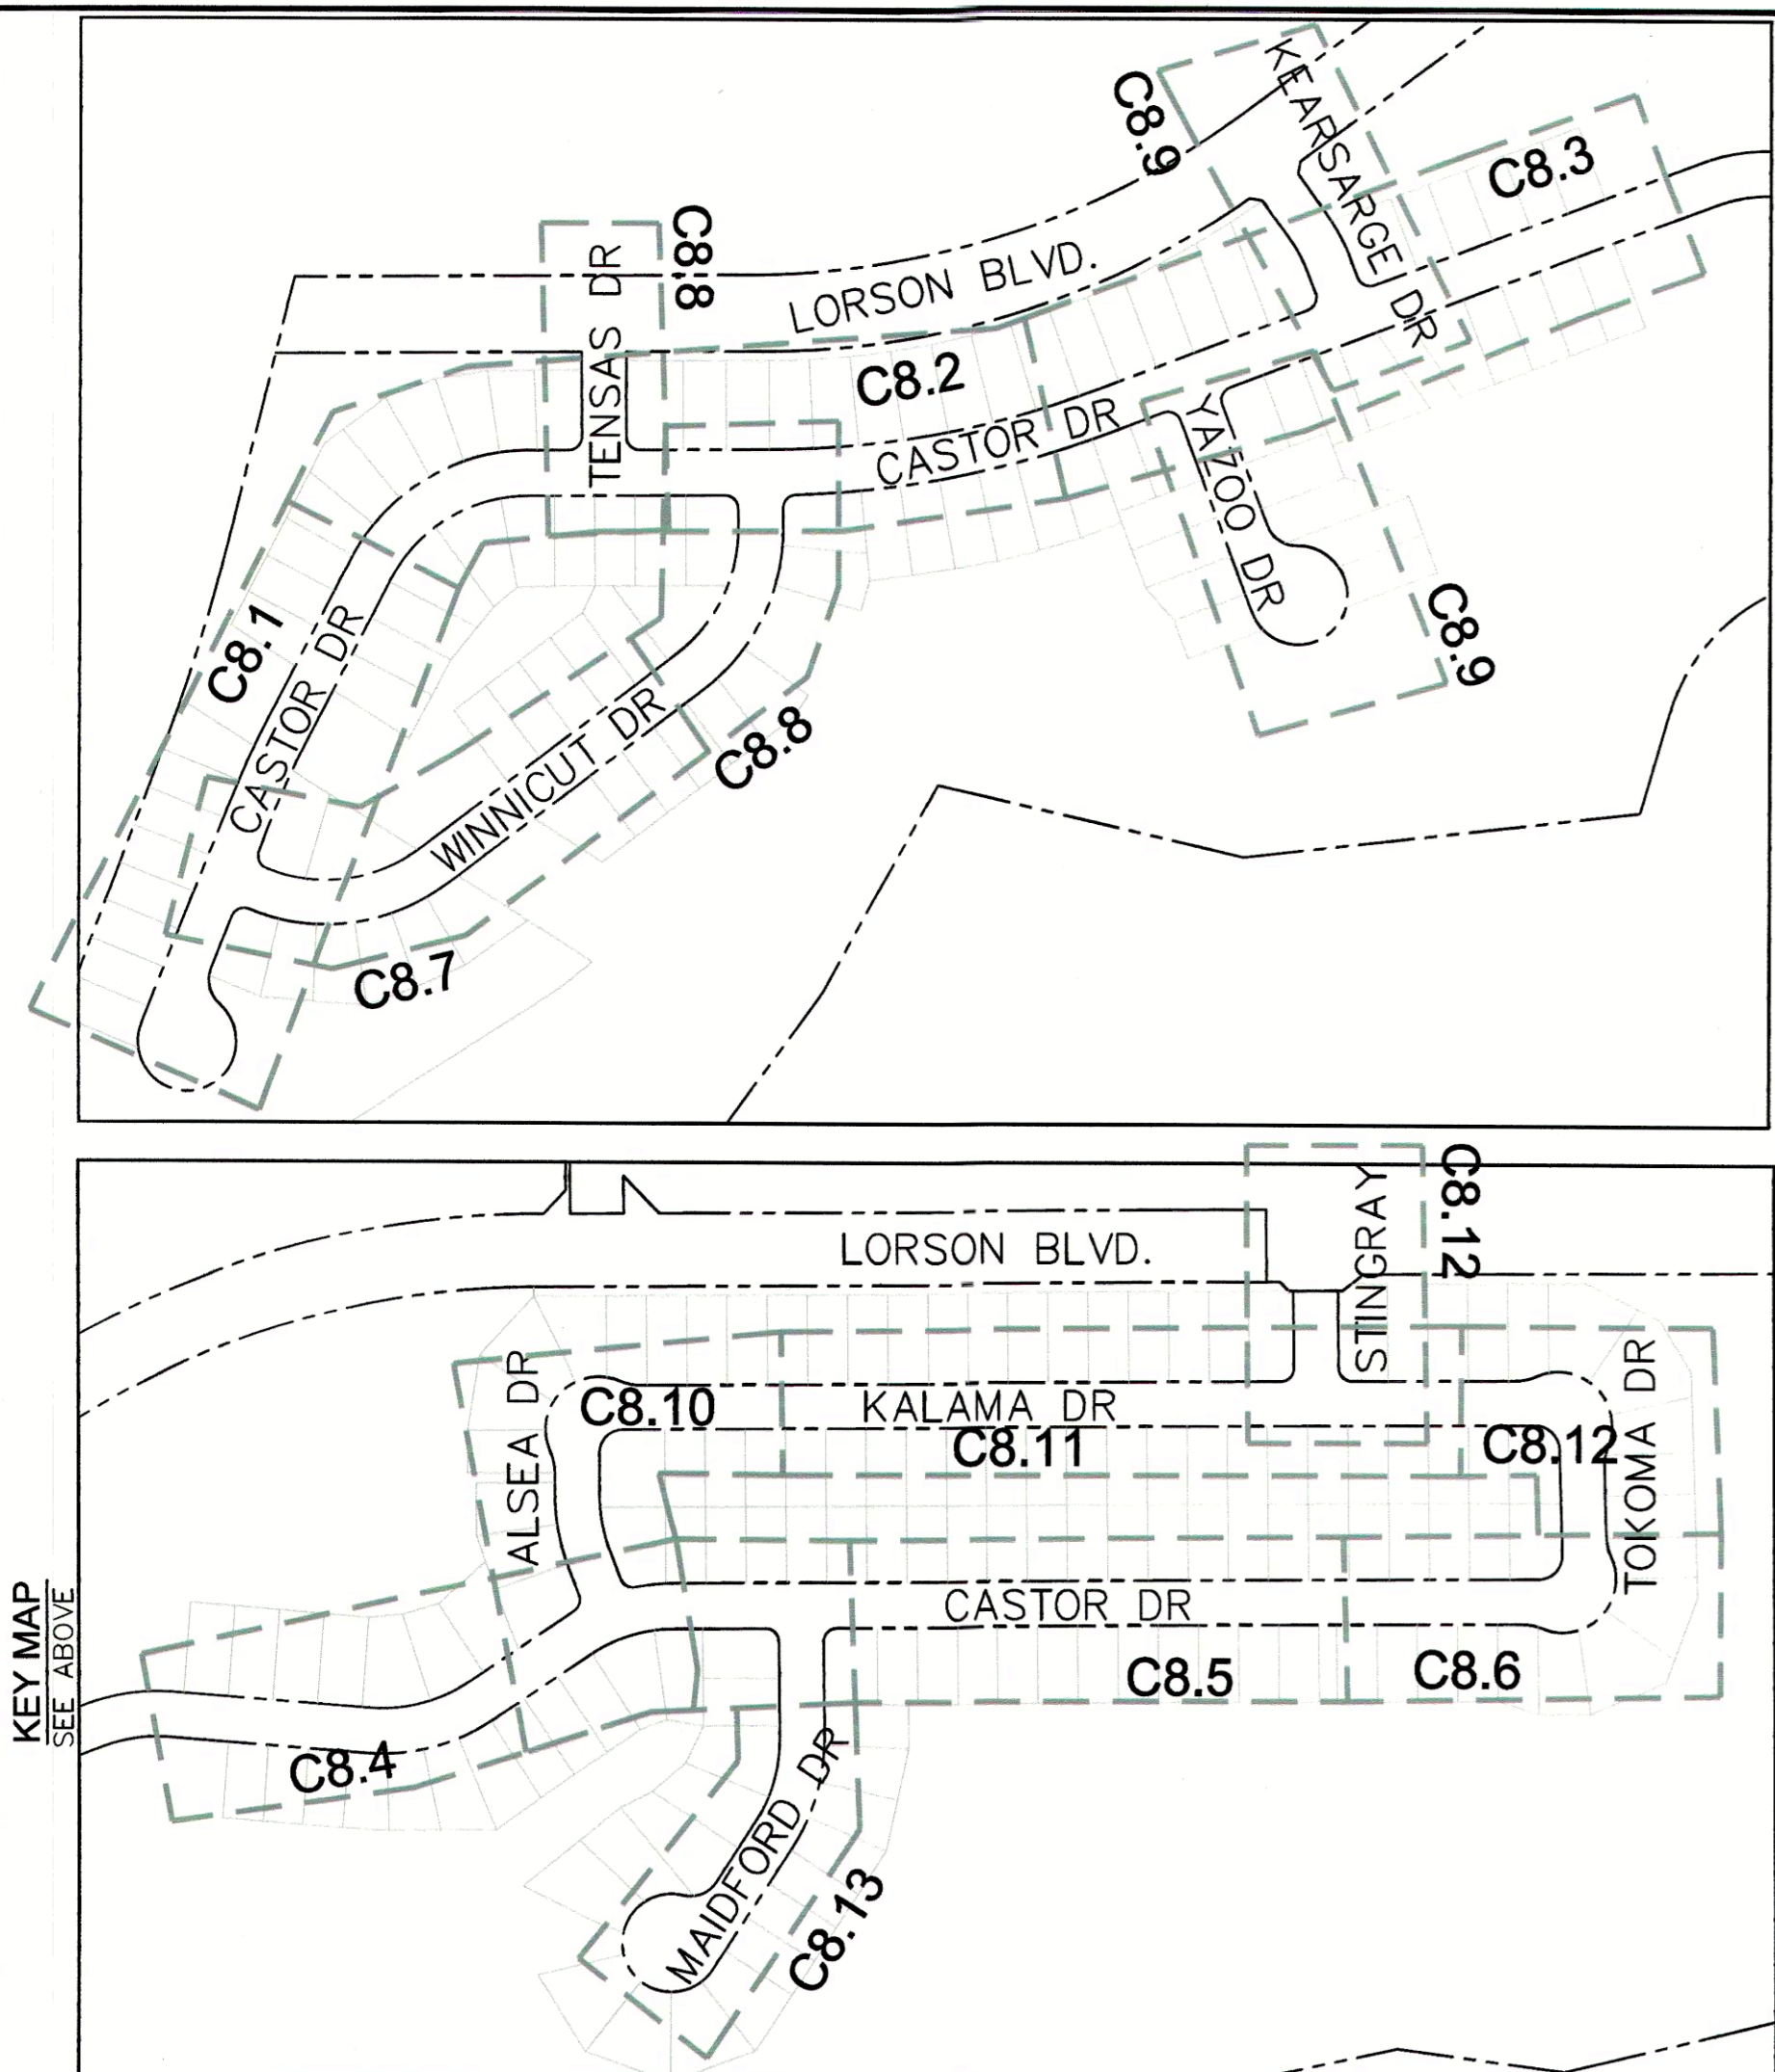 KEARSARGE DR
C8.9
C8.3
C8.8
TENSAS DR
LORSON BLVD.
C8.2
CASTOR DR
YAZOO DR
C8.9
C8.1
CASTOR DR
WINNICUT DR
C8.8
C8.7
C8.12
STINGRAY
LORSON BLVD.
ALSEA DR
C8.10
KALAMA DR
C8.11
C8.12
TOKOMA DR
CASTOR DR
KEY MAP
SEE ABOVE
C8.5
C8.6
C8.4
MAIDFORD DR
C8.13